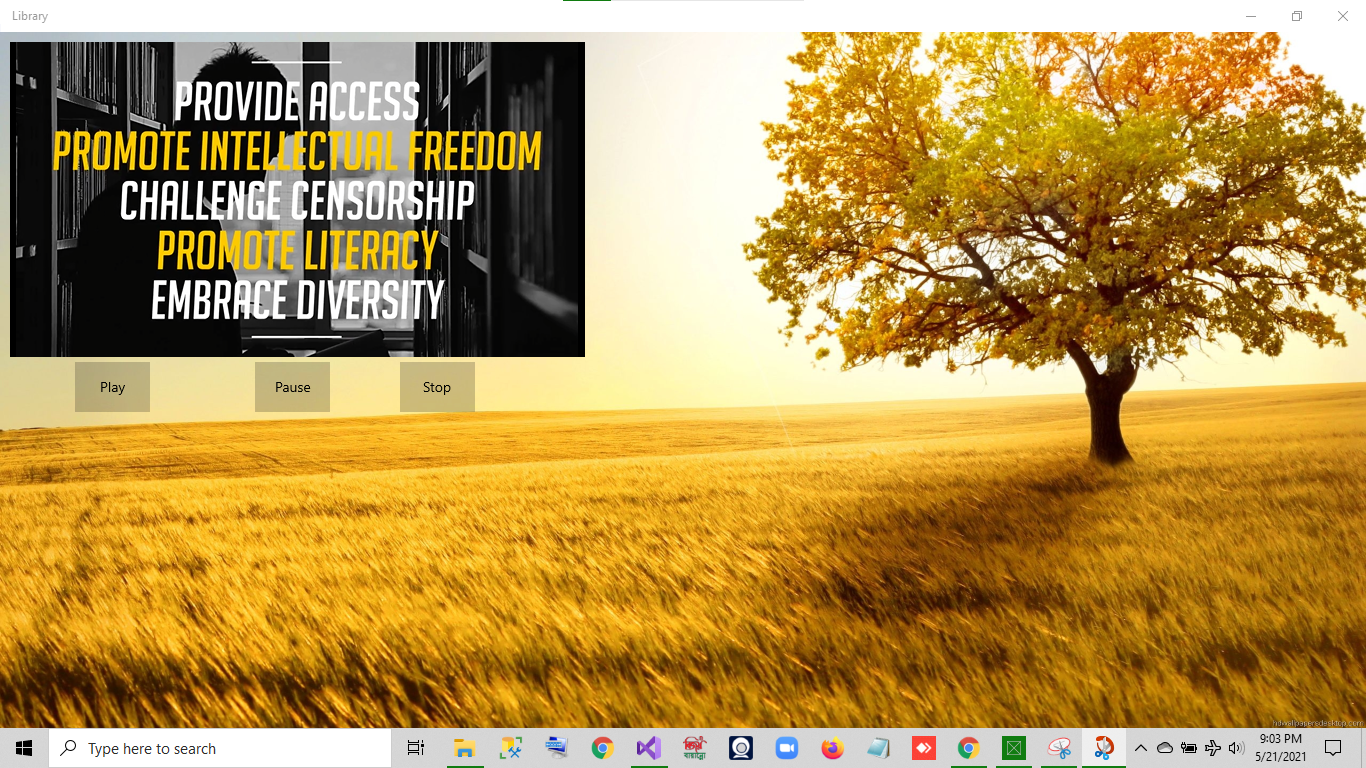 Library
PROVIDE ACCESS
PROMOTE INTELLECTUAL FREEDOM
CHALLENGE CENSORSHIP
PROMOTE LITERACY
EMBRACE DIVERSITY
Play Pause Stop
hdwallpapersdesktop.com
Type here to search
9:03 PM
5/21/2021